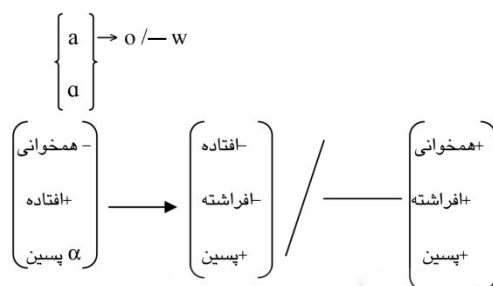 a → o /— w
ɑ
- همخوانی
+افتاده
α پسین
-افتاده
-افراشته
+پسین
+همخوانی
+افراشته
+پسین